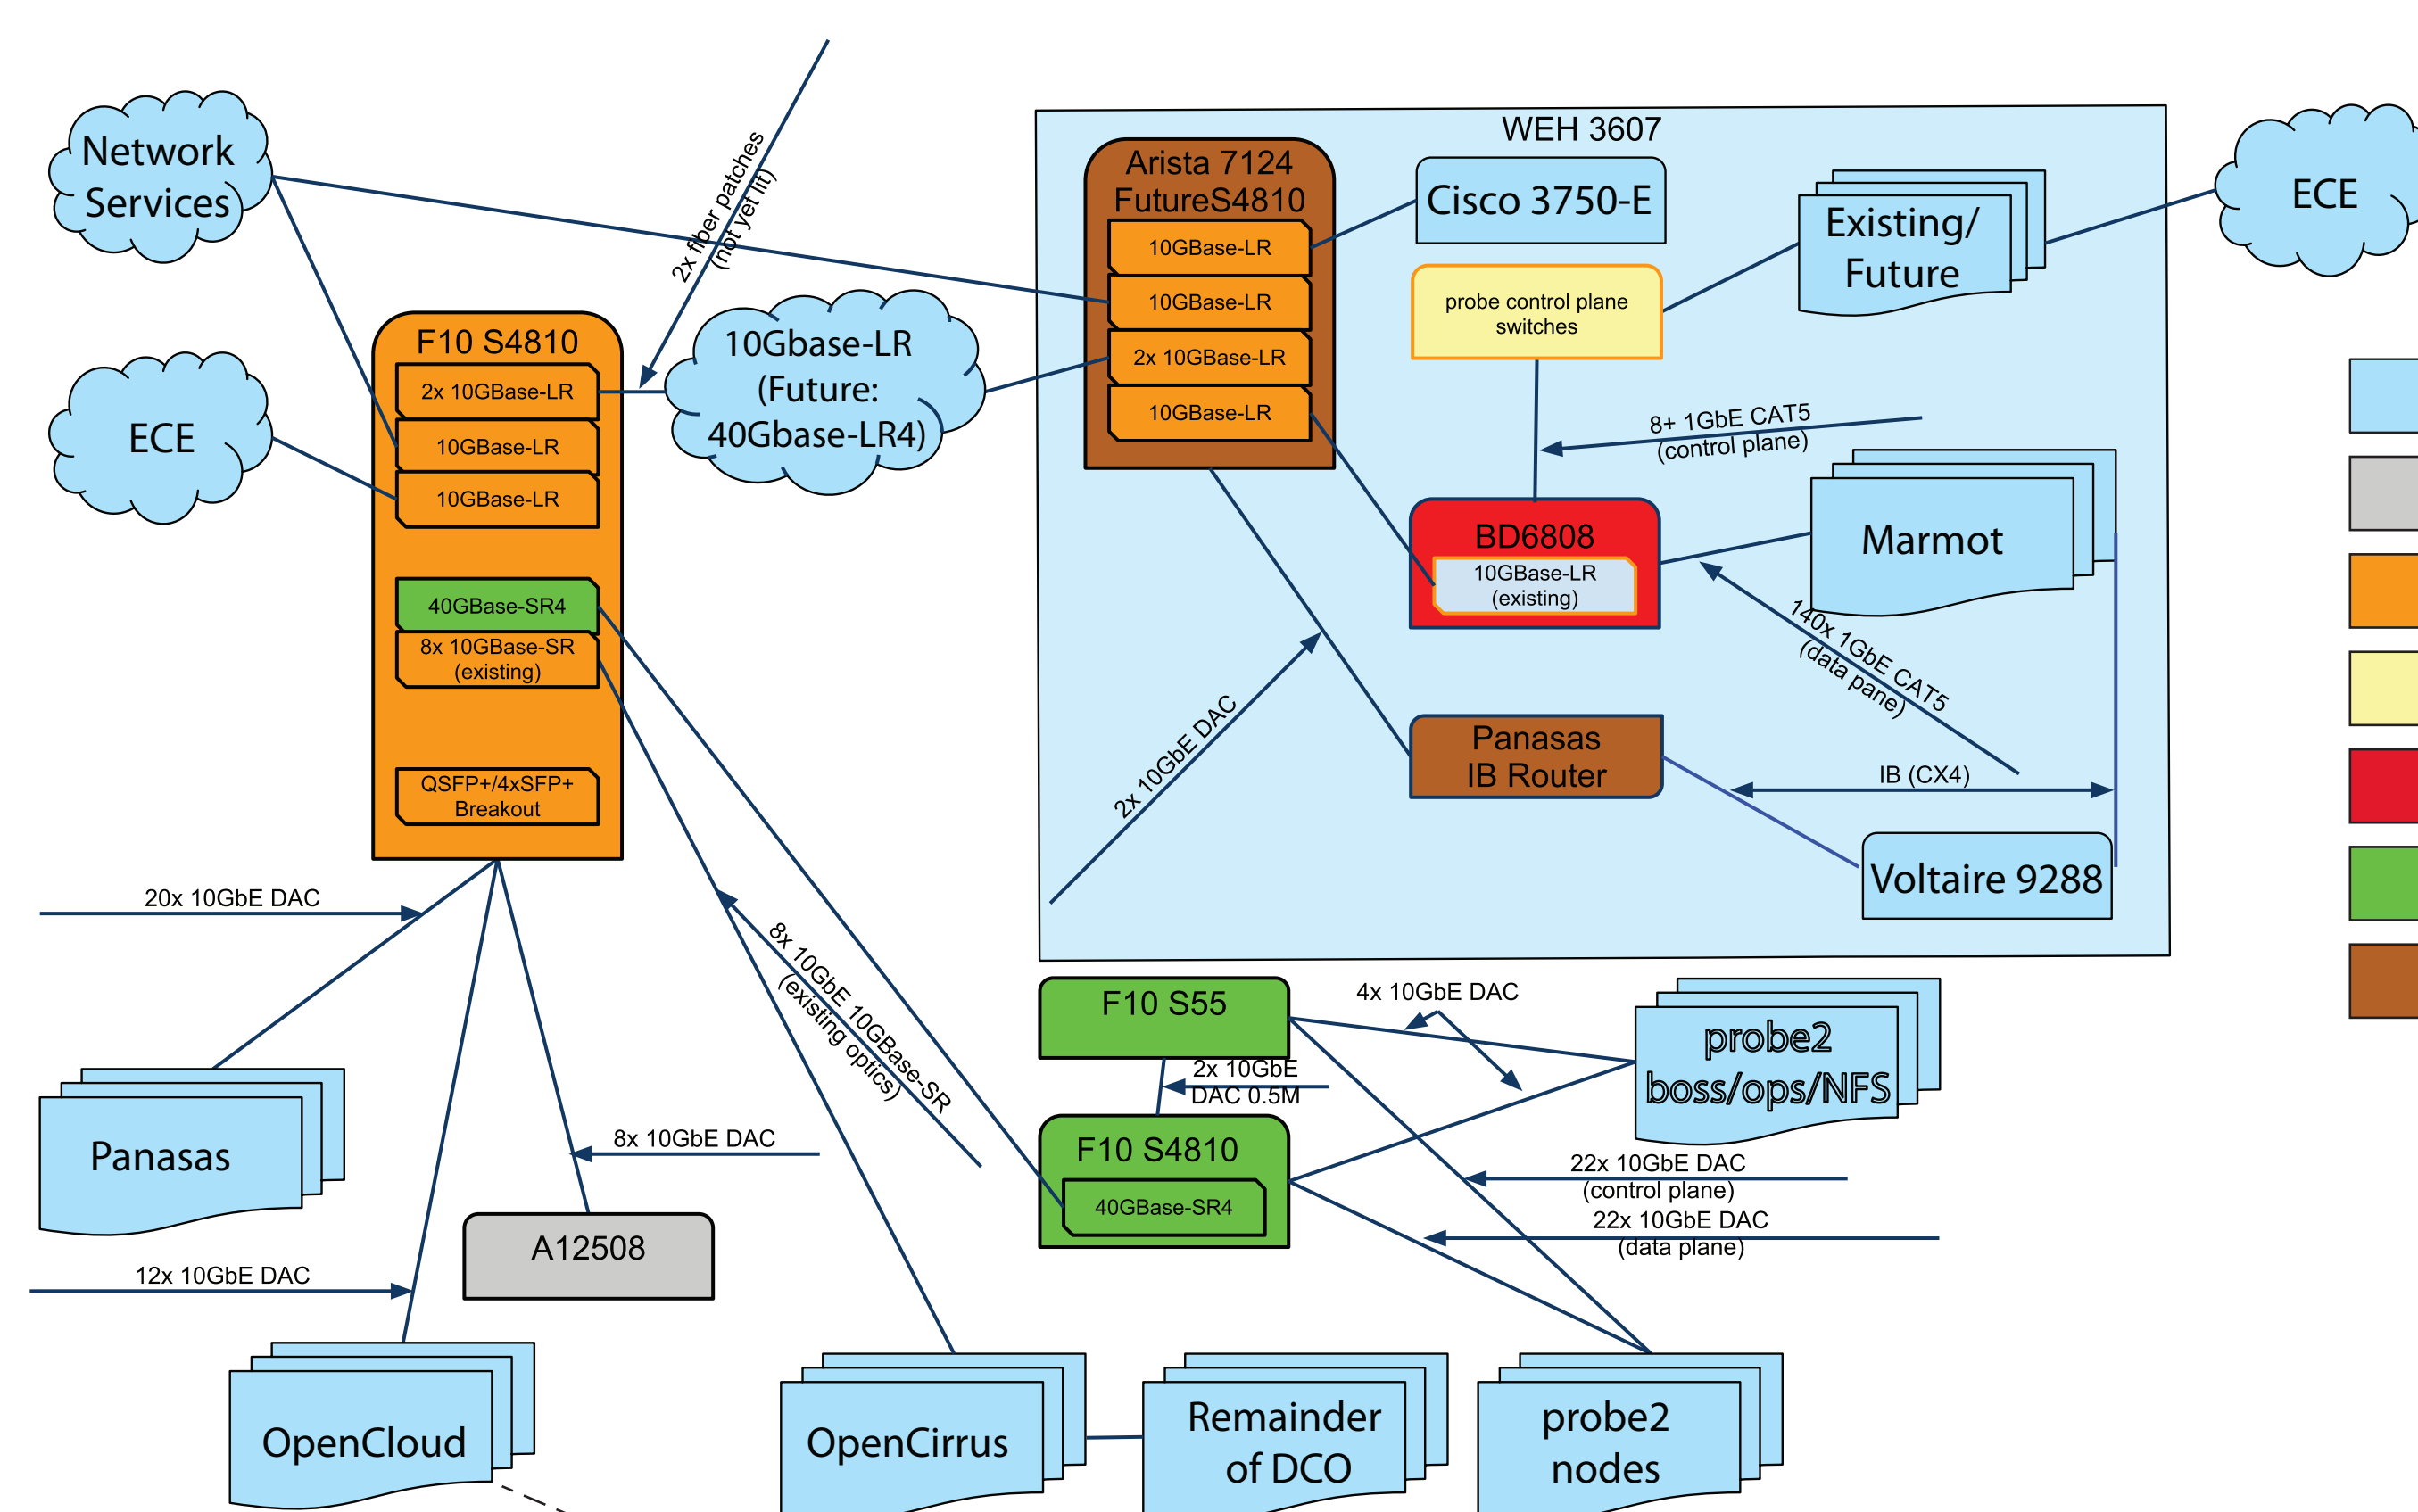 Network
Services
2x fiber patches
(not yet lit)
WEH 3607
Arista 7124
FutureS4810
10GBase-LR
10GBase-LR
2x 10GBase-LR
10GBase-LR
Cisco 3750-E
Existing/
Future
ECE
probe control plane
switches
F10 S4810
2x 10GBase-LR
10GBase-LR
10GBase-LR
40GBase-SR4
8x 10GBase-SR
(existing)
QSFP+/4xSFP+
Breakout
ECE
10Gbase-LR
(Future:
40Gbase-LR4)
8+ 1GbE CAT5
(control plane)
BD6808
10GBase-LR
(existing)
Marmot
140x 1GbE CAT5
(data pane)
2x 10GbE DAC
Panasas
IB Router
IB (CX4)
Voltaire 9288
20x 10GbE DAC
8x 10GbE 10GBase-SR
(existing optics)
F10 S55
4x 10GbE DAC
probe2
boss/ops/NFS
2x 10GbE
DAC 0.5M
F10 S4810
40GBase-SR4
22x 10GbE DAC
(control plane)
22x 10GbE DAC
(data plane)
Panasas
8x 10GbE DAC
A12508
12x 10GbE DAC
OpenCloud
OpenCirrus
Remainder
of DCO
probe2
nodes